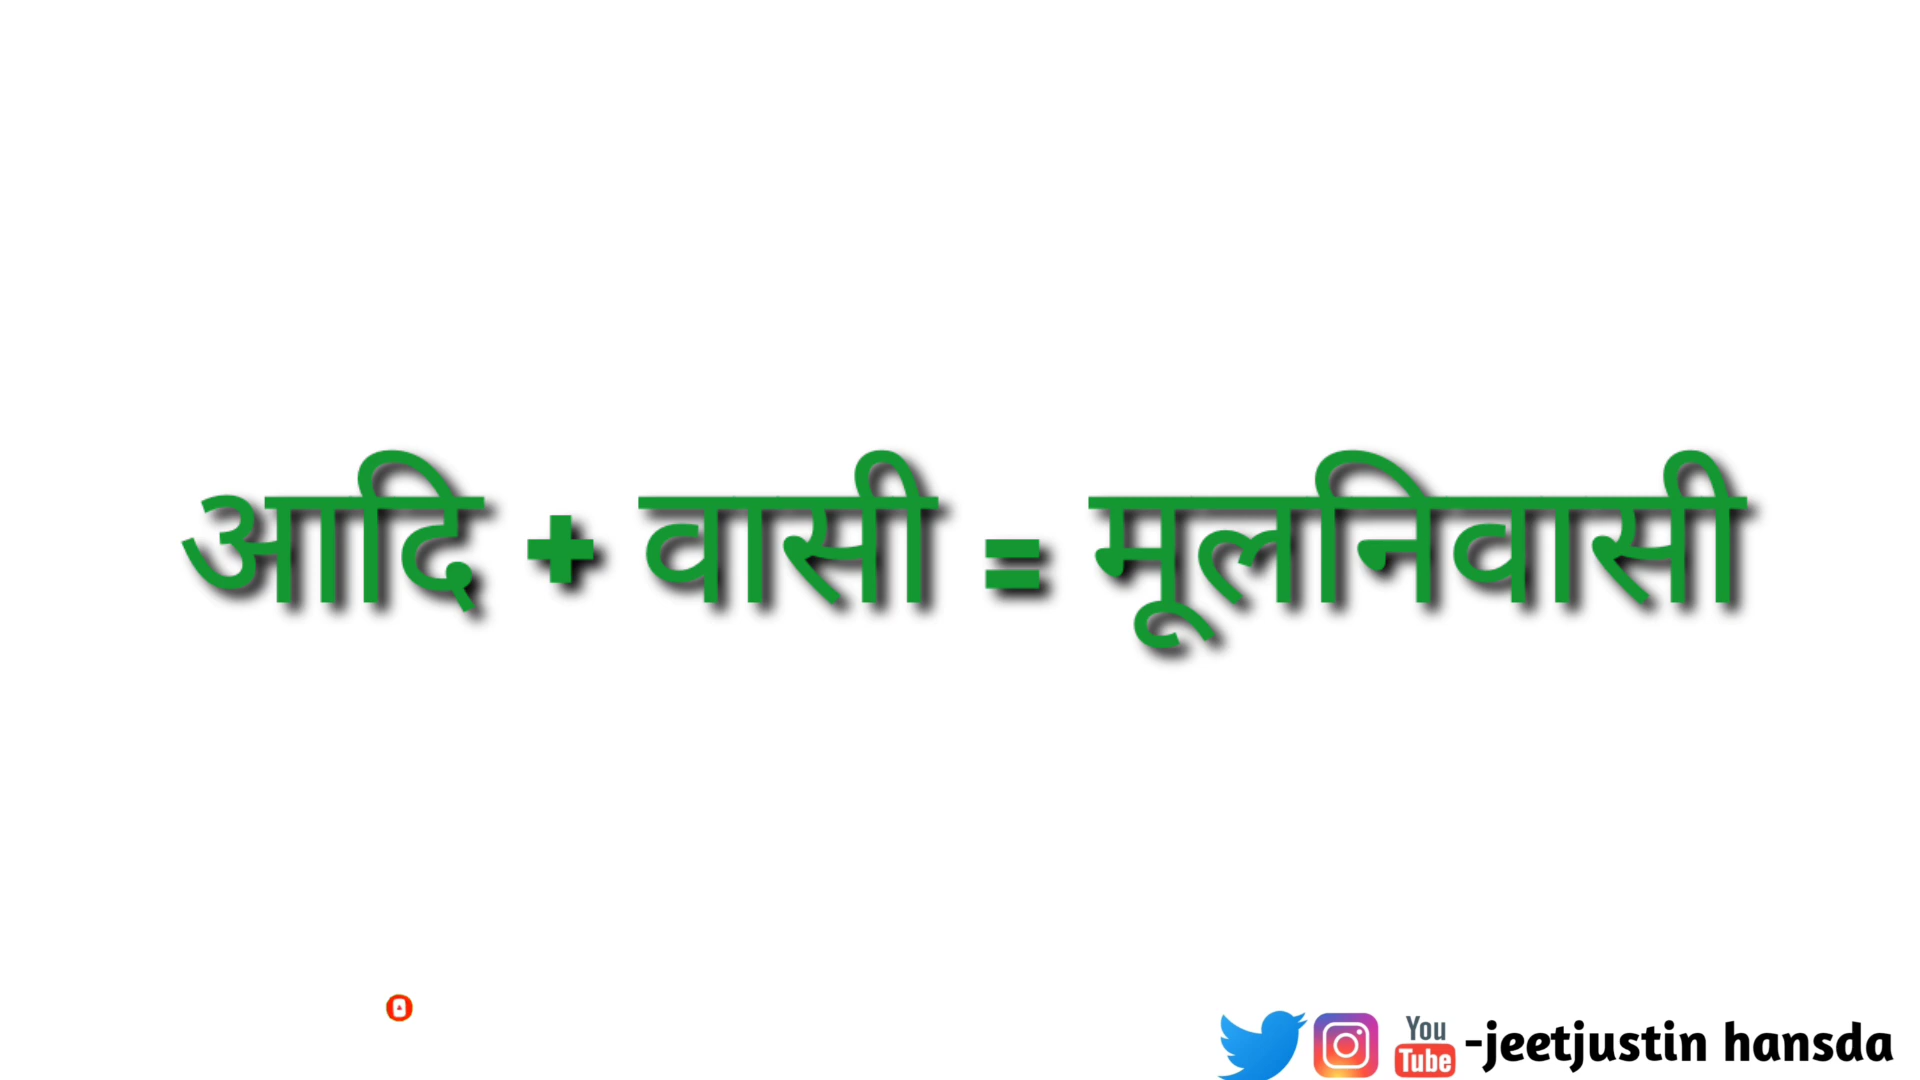 आदि + वासी = मूलनिवासी
You
Tube -jeetjustin hansda